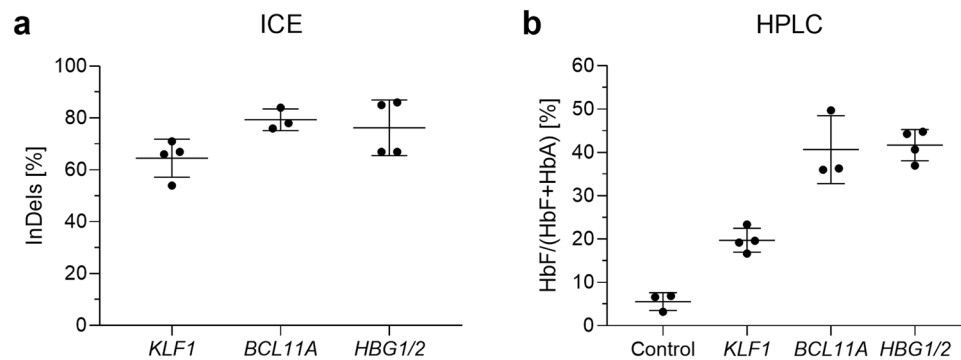 a
ICE
InDels [%]
100
80
60
40
20
0
KLF1
BCL11A
HBG1/2
b
HPLC
HbF/(HbF+HbA) [%]
60
50
40
30
20
10
0
Control
KLF1
BCL11A
HBG1/2